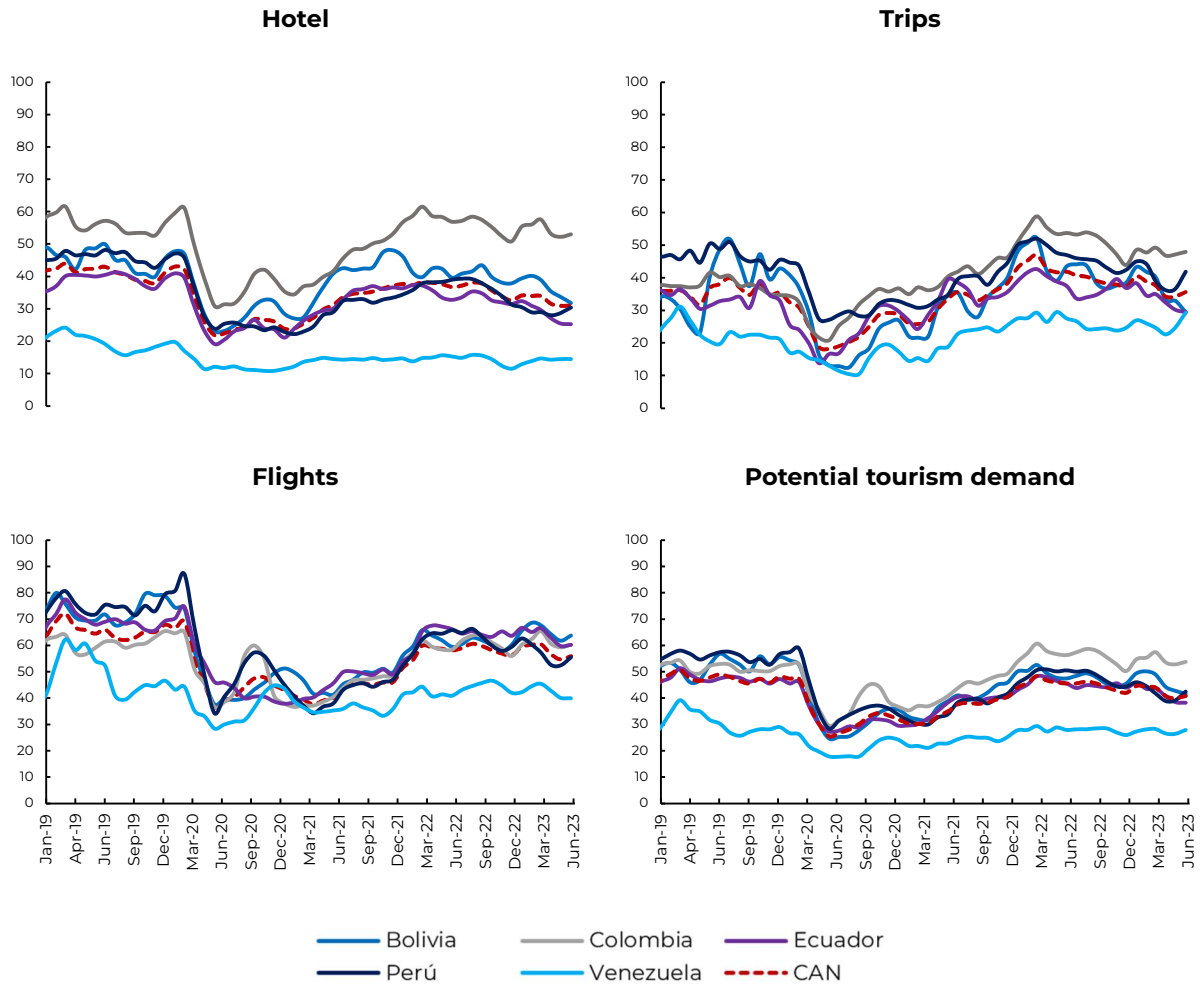 Hotel
100
90
80
70
60
50
40
30
20
10
0
Trips
100
90
80
70
60
50
40
30
20
10
0
Flights
100
90
80
70
60
50
40
30
20
10
0
Jan-19
Apr-19
Jun-19
Sep-19
Dec-19
Mar-20
Jun-20
Sep-20
Dec-20
Mar-21
Jun-21
Sep-21
Dec-21
Mar-22
Jun-22
Sep-22
Dec-22
Mar-23
Jun-23
Potential tourism demand
100
90
80
70
60
50
40
30
20
10
0
Jan-19
Apr-19
Jun-19
Sep-19
Dec-19
Mar-20
Jun-20
Sep-20
Dec-20
Mar-21
Jun-21
Sep-21
Dec-21
Mar-22
Jun-22
Sep-22
Dec-22
Mar-23
Jun-23
Bolivia Colombia Ecuador
Perú Venezuela CAN